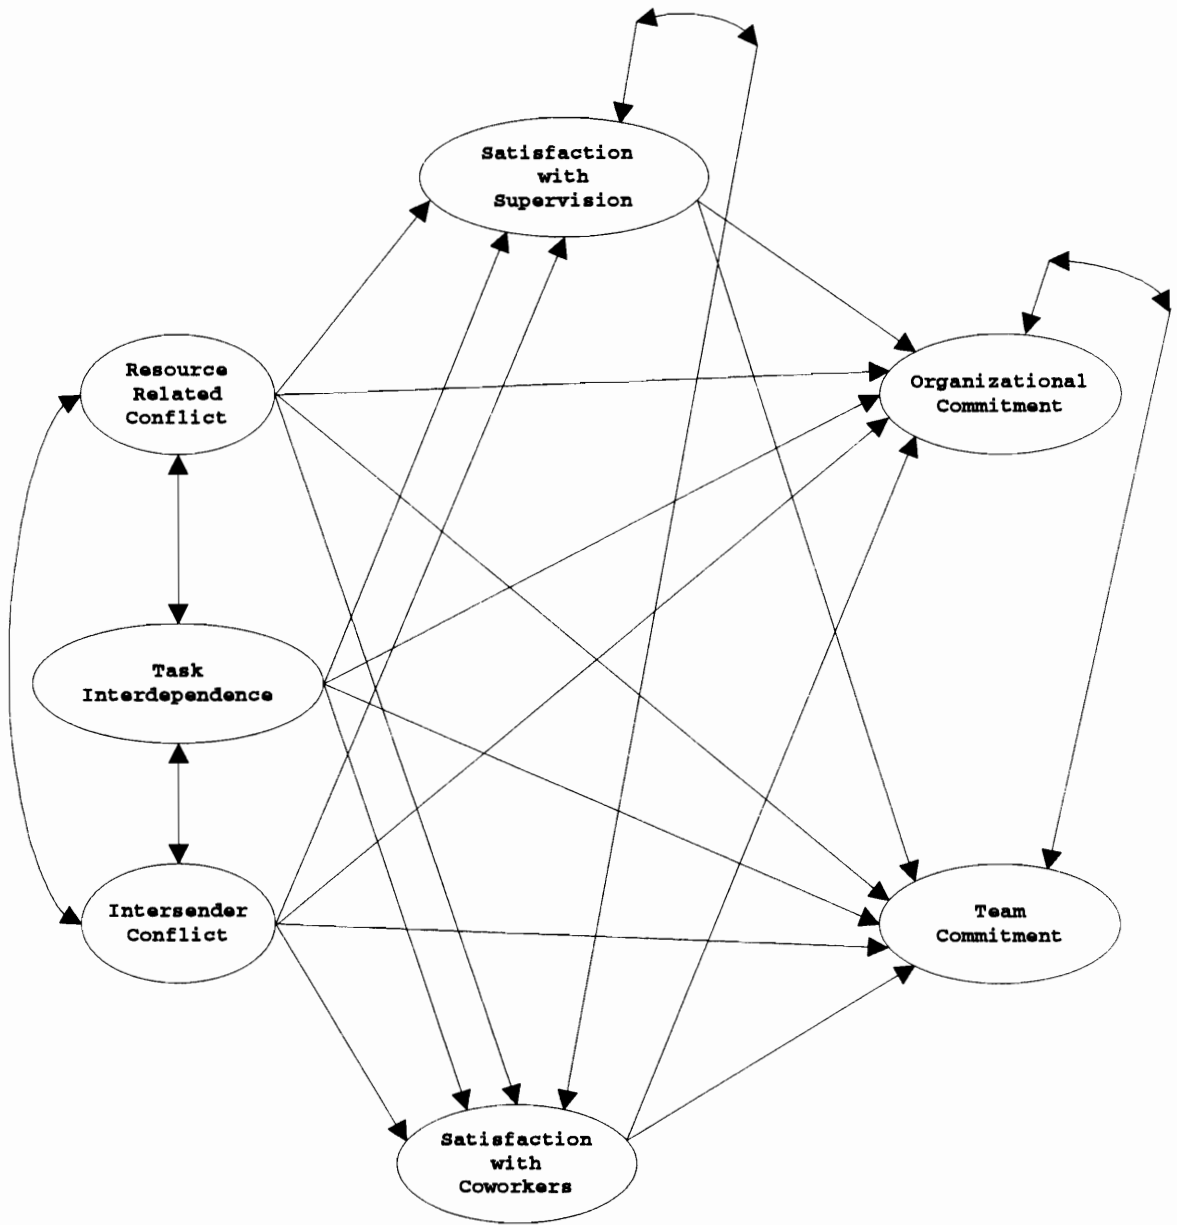 Satisfaction
with
Supervision
Resource
Related
Conflict
Organizational
Commitment
Task
Interdependence
Intersender
Conflict
Team
Commitment
Satisfaction
with
Coworkers